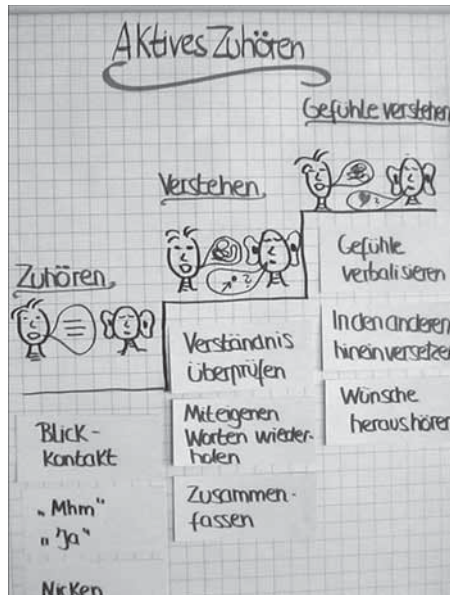 Aktives Zuhören
Gefühle verstehen
Verstehen
Zuhören
Gefühle
verbalisieren
In den anderen
hineinversetzen
Wünsche
heraushören
Verständnis
überprüfen
Mit eigenen
Worten wieder-
holen
Zusammen-
fassen
Blick-
kontakt
„Mhm"
„Ja"
Nicken